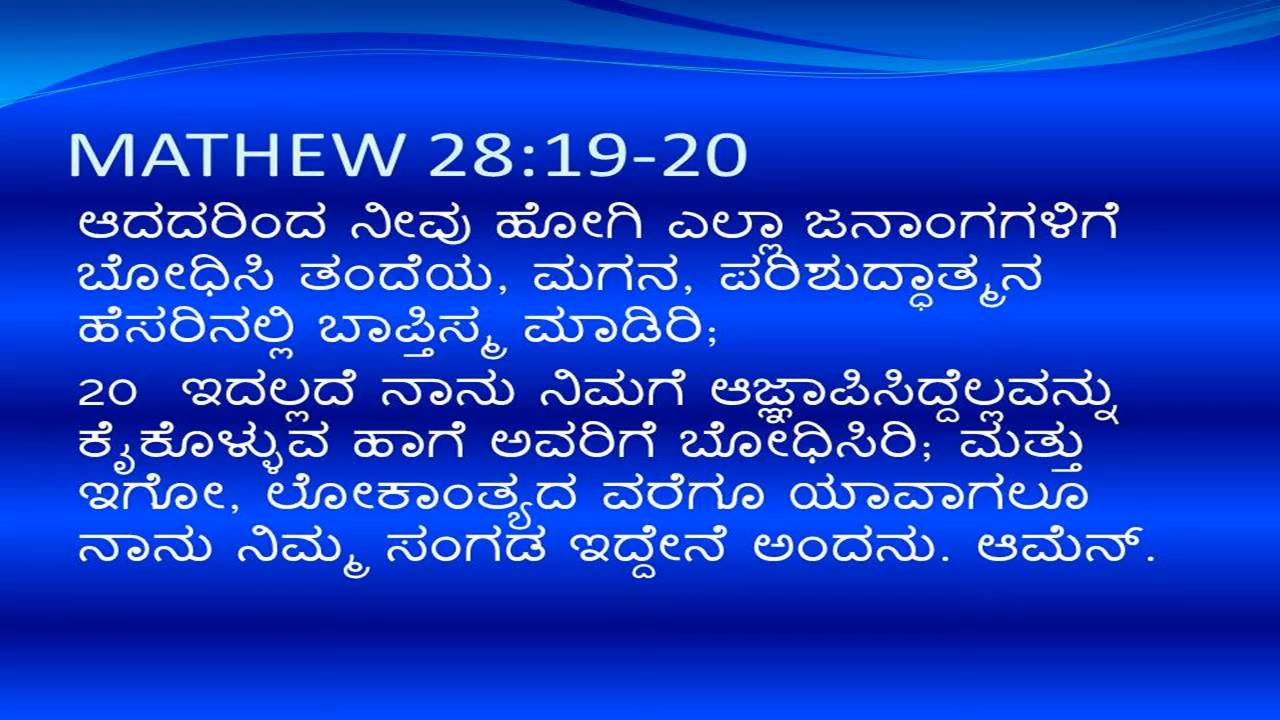 MATHEW 28:19-20
ಆದದರಿಂದ ನೀವು ಹೋಗಿ ಎಲ್ಲಾ ಜನಾಂಗಗಳಿಗೆ
ಬೋಧಿಸಿ ತಂದೆಯ, ಮಗನ, ಪರಿಶುದ್ಧಾತ್ಮನ
ಹೆಸರಿನಲ್ಲಿ ಬಾಪ್ತಿಸ್ಮ ಮಾಡಿರಿ;
20 ಇದಲ್ಲದೆ ನಾನು ನಿಮಗೆ ಆಜ್ಞಾಪಿಸಿದ್ದೆಲ್ಲವನ್ನು
ಕೈಕೊಳ್ಳುವ ಹಾಗೆ ಅವರಿಗೆ ಬೋಧಿಸಿರಿ; ಮತ್ತು
ಇಗೋ, ಲೋಕಾಂತ್ಯದ ವರೆಗೂ ಯಾವಾಗಲೂ
ನಾನು ನಿಮ್ಮ ಸಂಗಡ ಇದ್ದೇನೆ ಅಂದನು. ಆಮೆನ್.